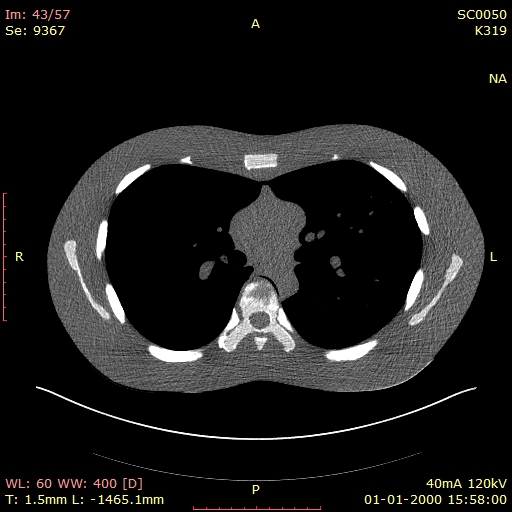 Im: 43/57
Se: 9367
A
SC0050
K319
NA
R
L
WL: 60 WW: 400 [D]
T: 1.5mm L: -1465.1mm
P
40mA 120kV
01-01-2000 15:58:00